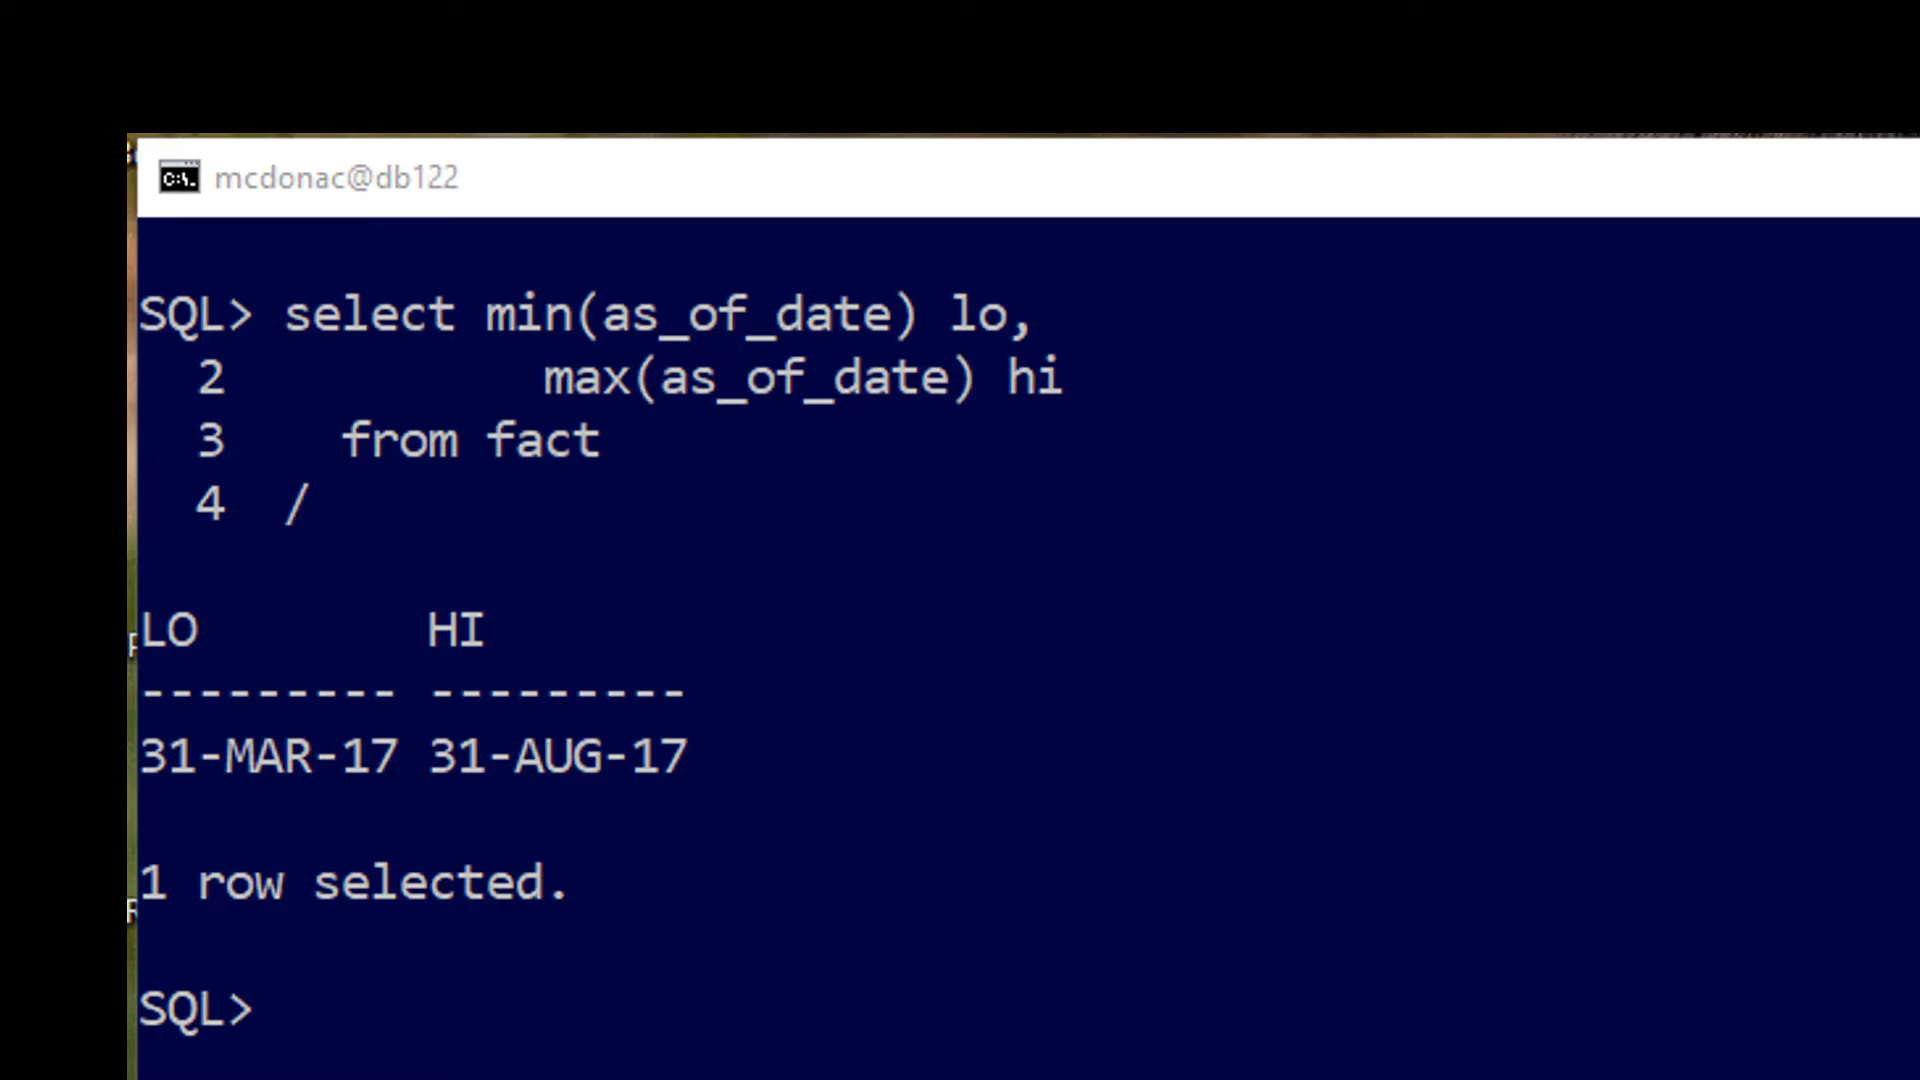 mcdonac@db122
SQL> select min(as_of_date) lo,
  2           max(as_of_date) hi
  3    from fact
  4  /
LO        HI
--------- ---------
31-MAR-17 31-AUG-17
1 row selected.
SQL>